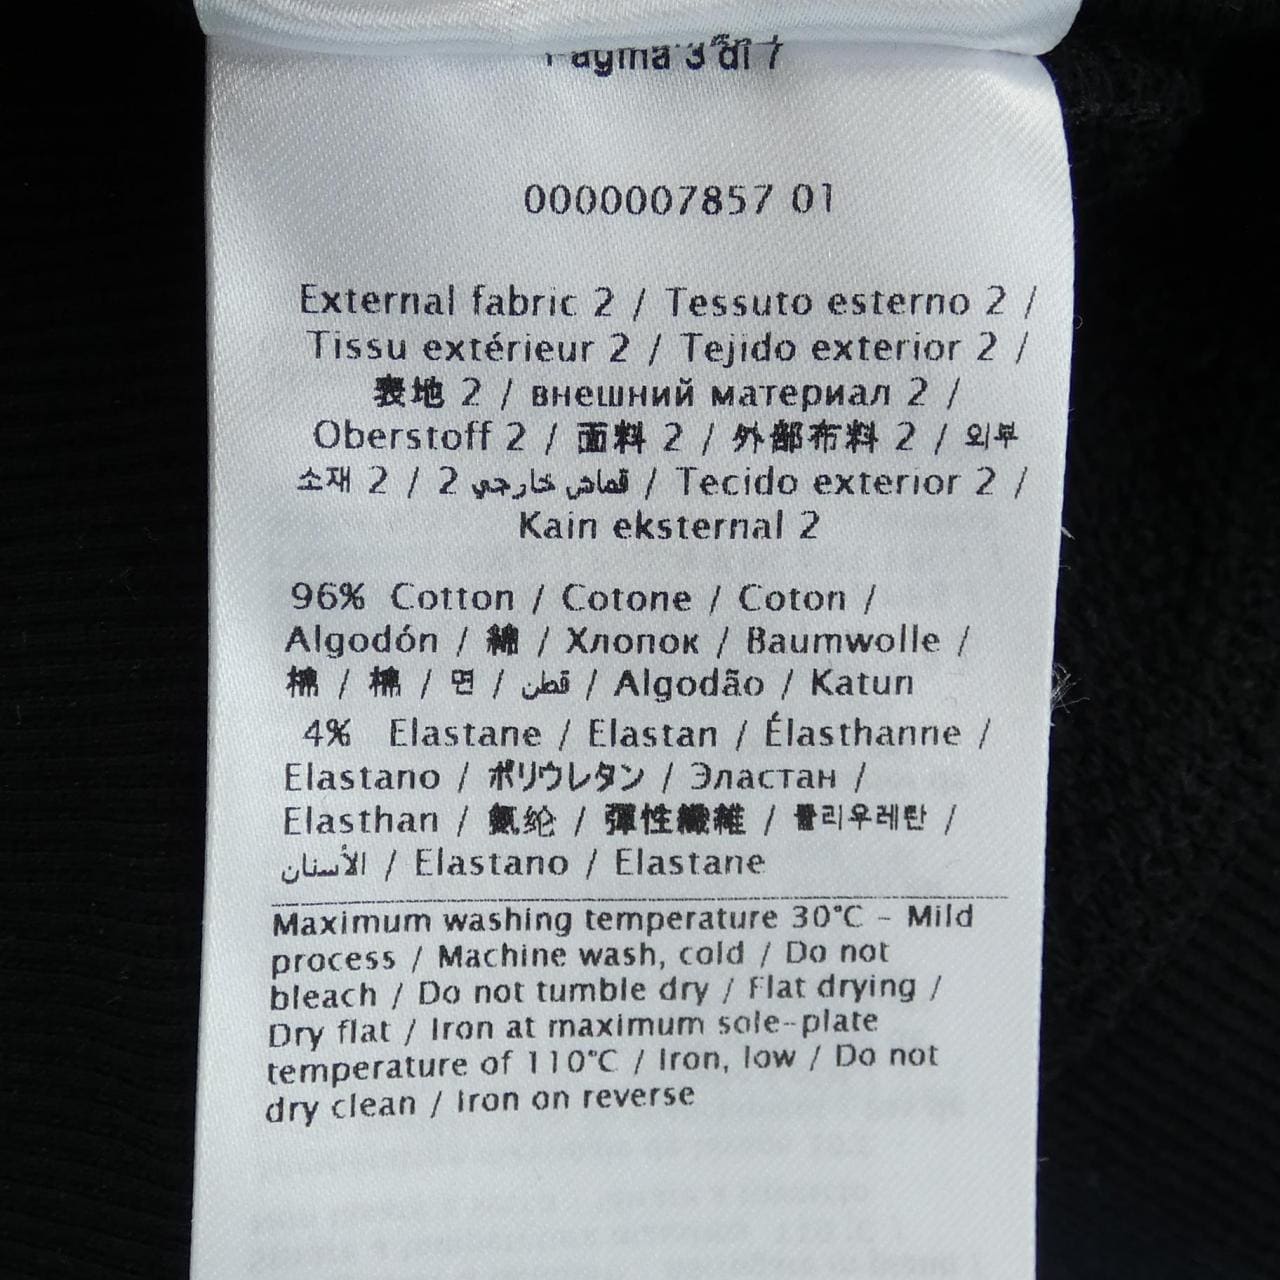 Pagina 3 di 7
0000007857 01
External fabric 2 / Tessuto esterno 2 /
Tissu extérieur 2 / Tejido exterior 2 /
表地 2 / внешний материал 2 /
Oberstoff 2 / 面料 2 / 外部布料 2 / 외부
소재 2 / قماش خارجي 2 / Tecido exterior 2 /
Kain eksternal 2
96% Cotton / Cotone / Coton /
Algodón / 綿 / Хлопок / Baumwolle /
棉 / 棉 / 면 / قطن / Algodão / Katun
4% Elastane / Elastan / Élasthanne /
Elastano / ポリウレタン / Эластан /
Elasthan / 氨纶 / 彈性纖維 / 폴리우레탄 /
الأستان / Elastano / Elastane
Maximum washing temperature 30°C - Mild
process / Machine wash, cold / Do not
bleach / Do not tumble dry / Flat drying /
Dry flat / Iron at maximum sole-plate
temperature of 110°C / Iron, low / Do not
dry clean / Iron on reverse